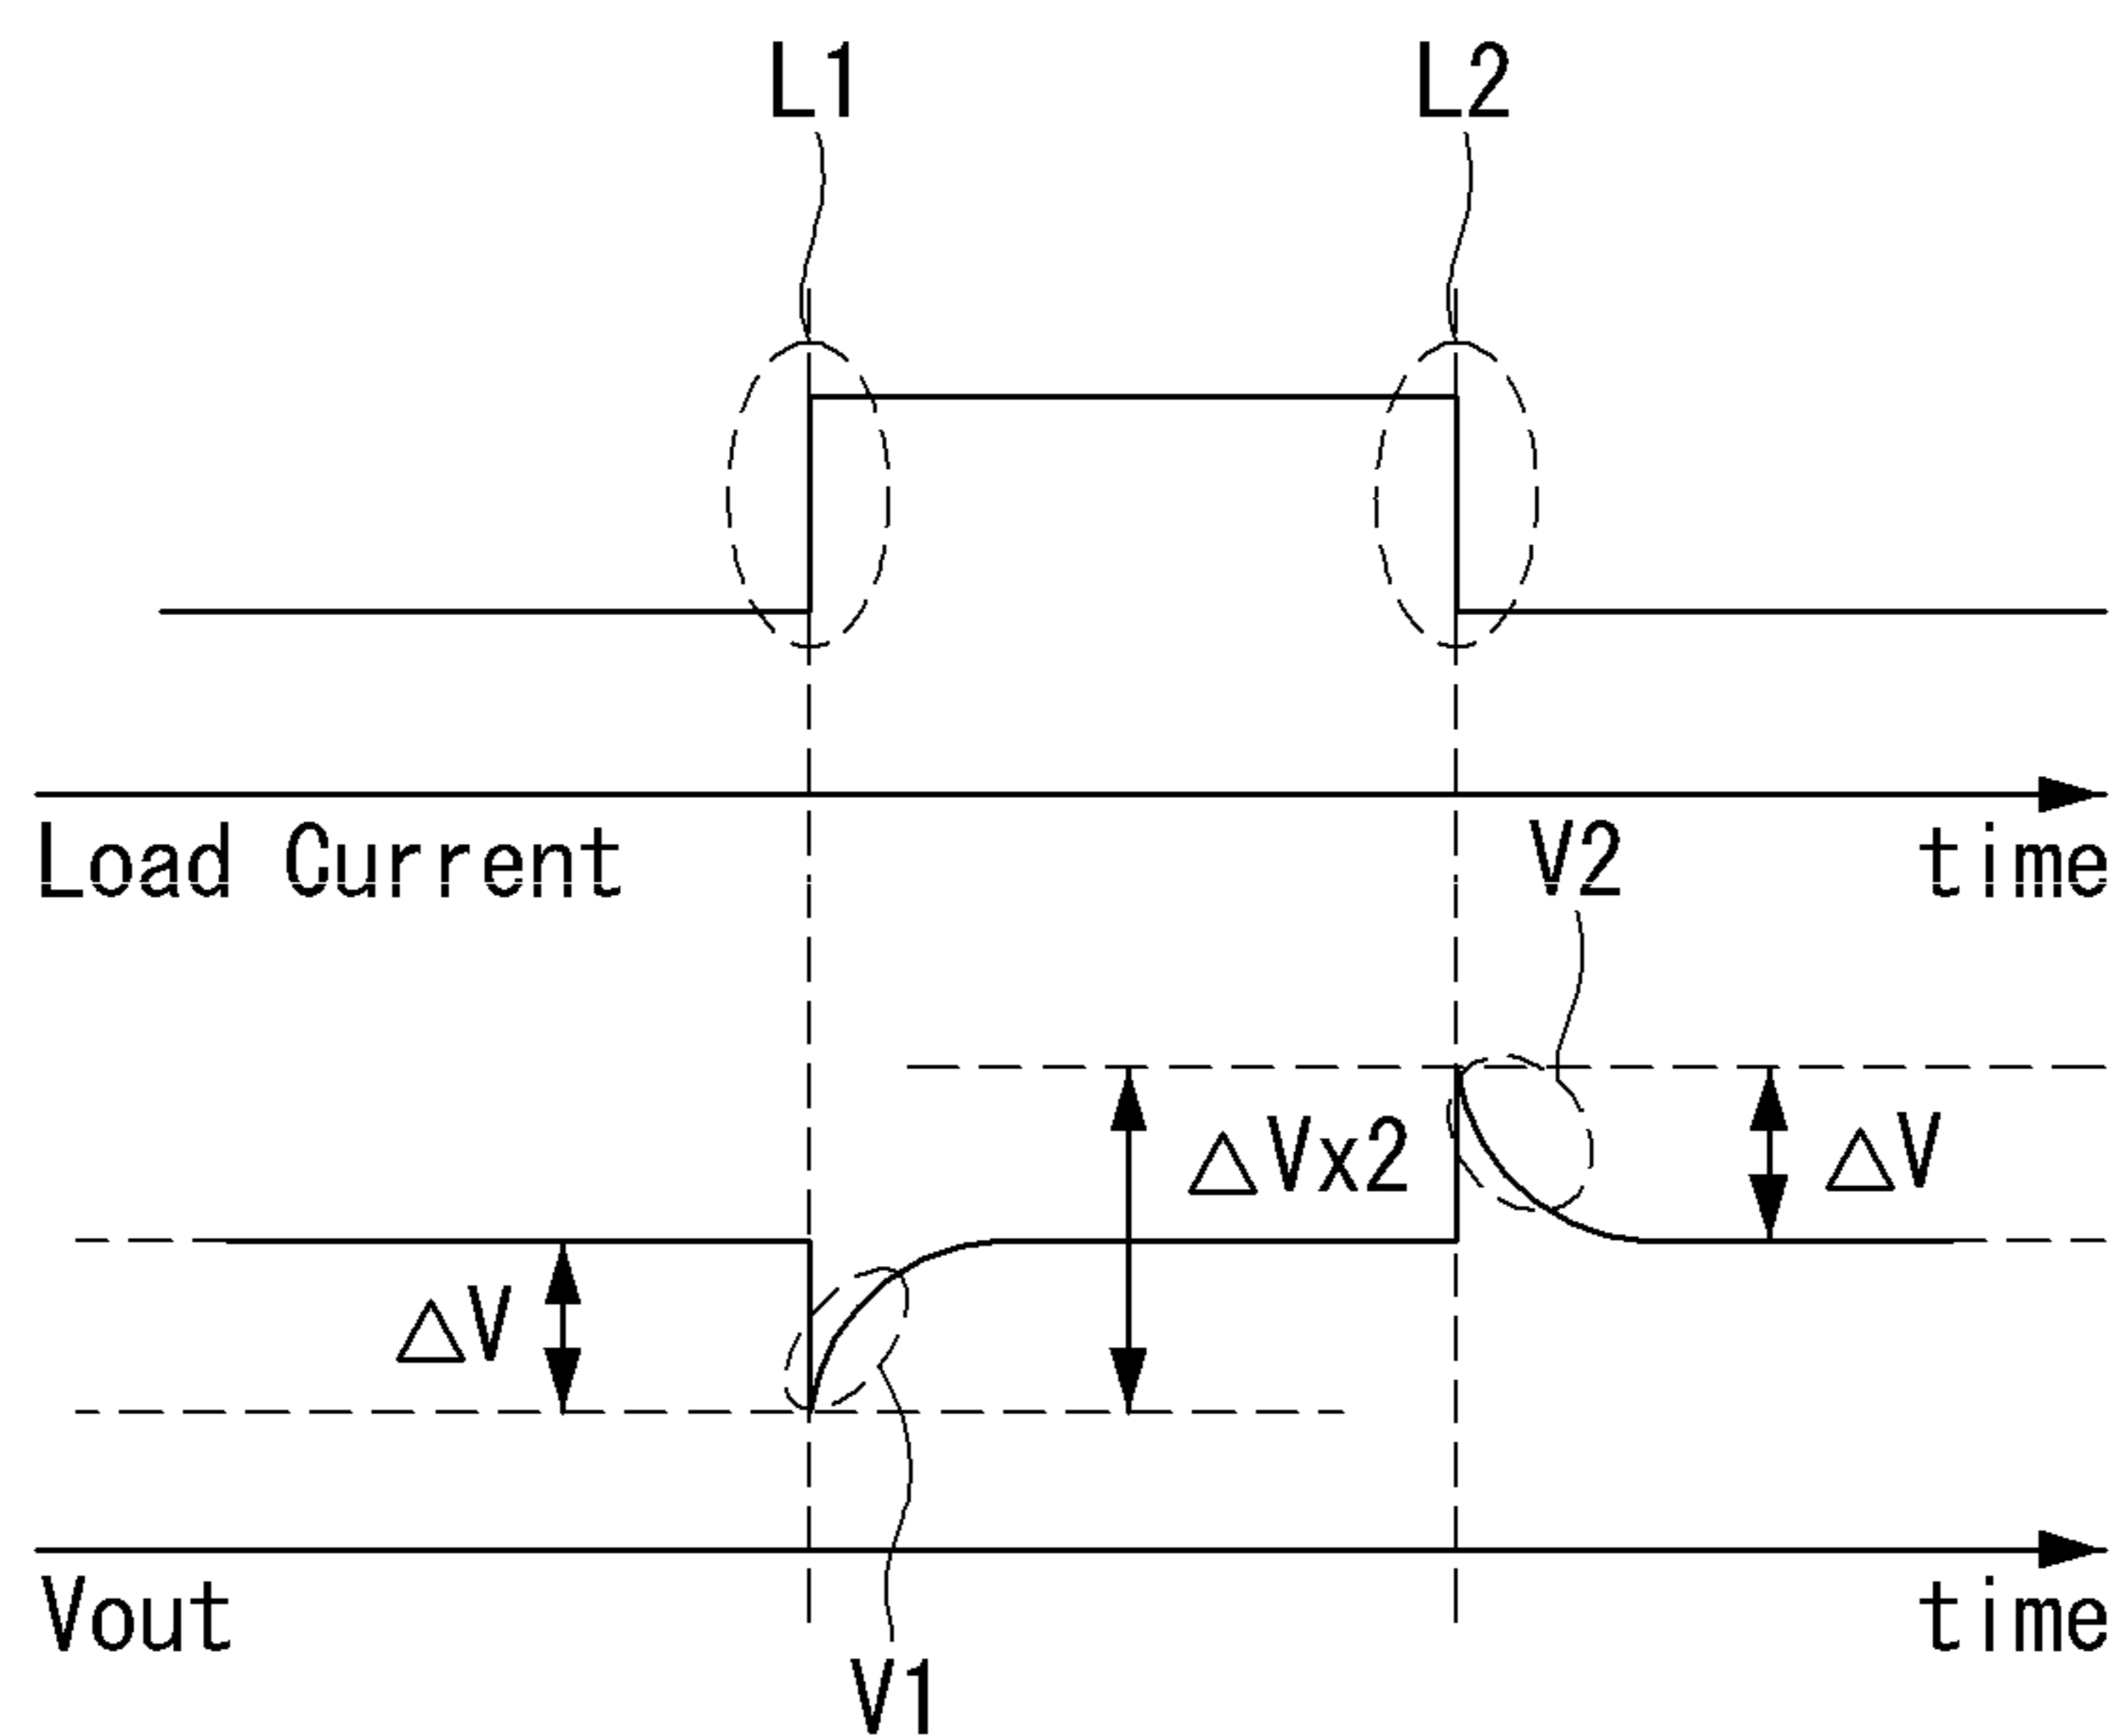 L1
L2
Load Current
time
V2
△Vx2
△V
△V
Vout
time
V1